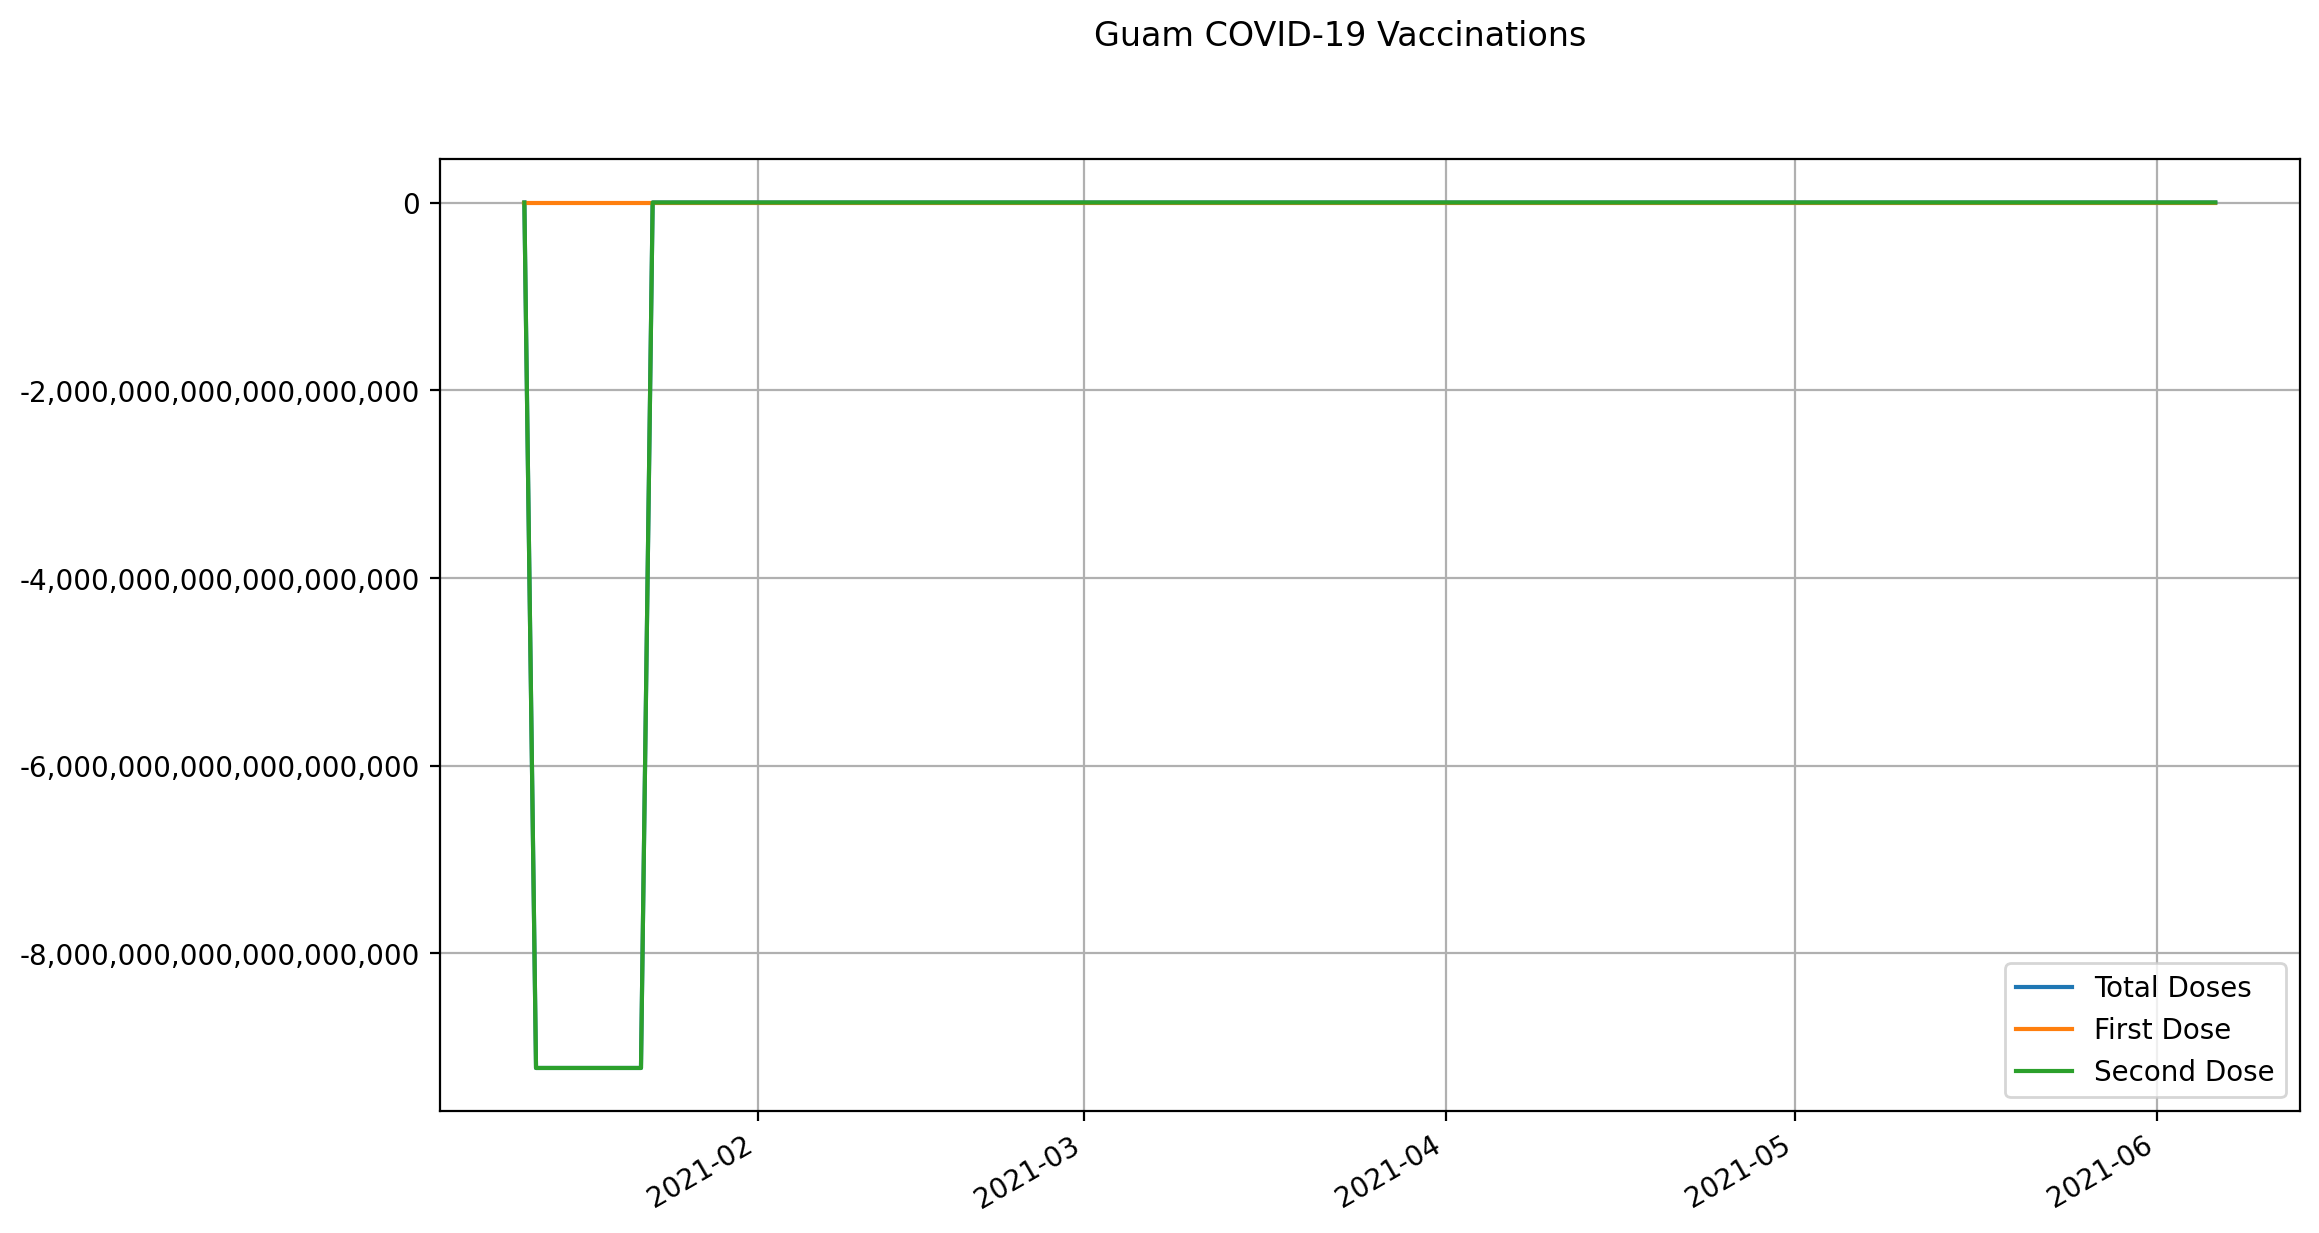 Guam COVID-19 Vaccinations
0
-2,000,000,000,000,000,000
-4,000,000,000,000,000,000
-6,000,000,000,000,000,000
-8,000,000,000,000,000,000
Total Doses
First Dose
Second Dose
2021-02
2021-03
2021-04
2021-05
2021-06